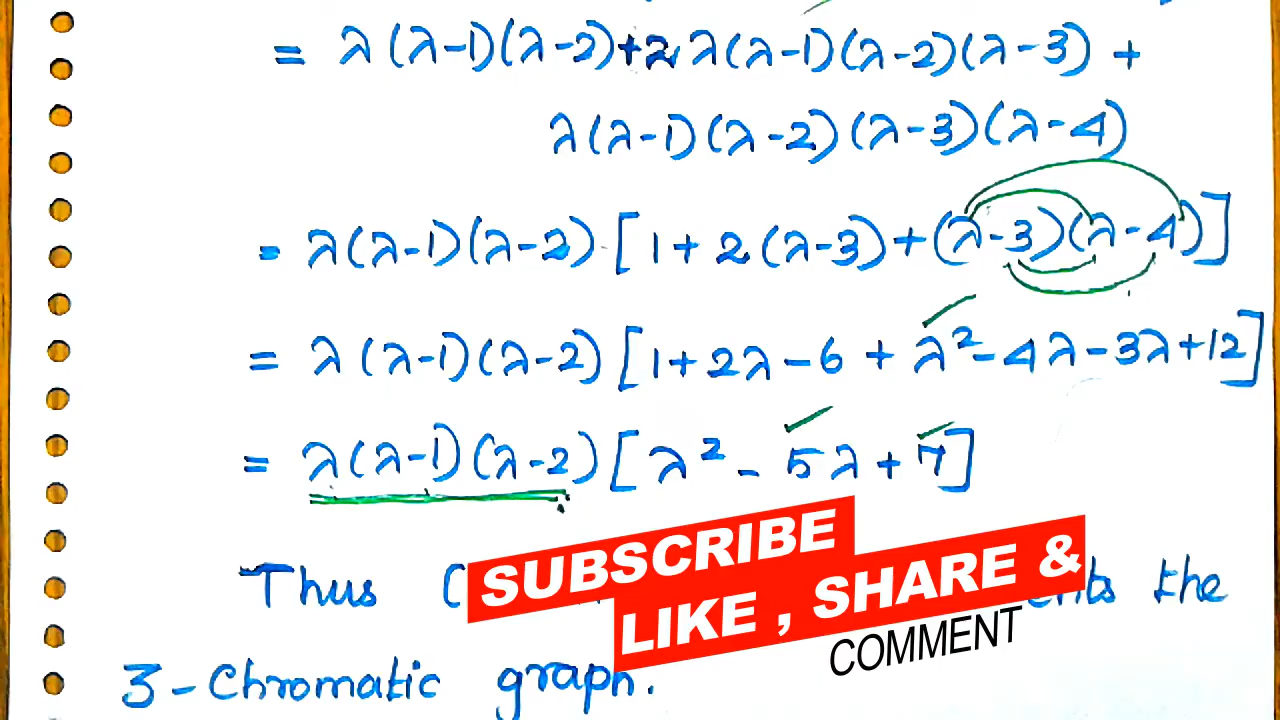 = λ(λ-1)(λ-2)+2λ(λ-1)(λ-2)(λ-3)+
λ(λ-1)(λ-2)(λ-3)(λ-4)
= λ(λ-1)(λ-2)[1+2(λ-3)+(λ-3)(λ-4)]
= λ(λ-1)(λ-2)[1+2λ-6+λ²-4λ-3λ+12]
= λ(λ-1)(λ-2)[λ²-5λ+7]
Thus the
3-Chromatic graph.
SUBSCRIBE
LIKE , SHARE &
COMMENT